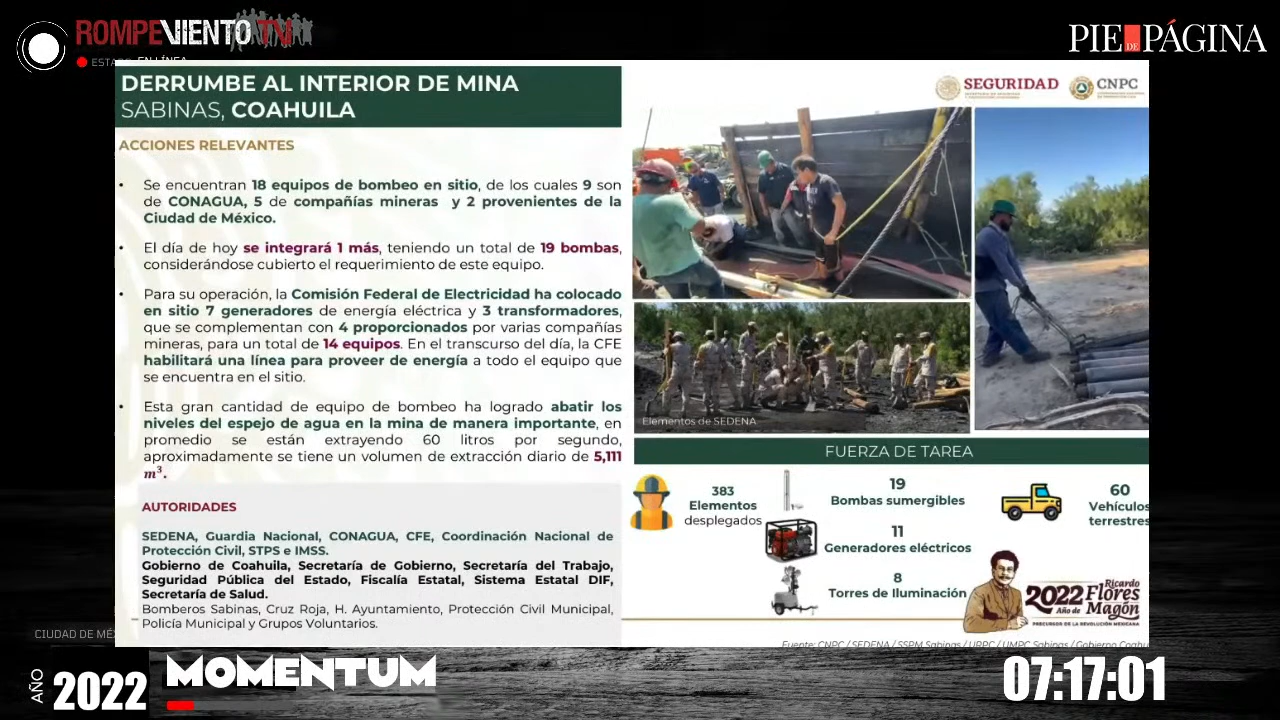 ROMPEVIENTO TV
PIE DE PÁGINA
DERRUMBE AL INTERIOR DE MINA
SABINAS, COAHUILA
SEGURIDAD
CNPC
ACCIONES RELEVANTES
• Se encuentran 18 equipos de bombeo en sitio, de los cuales 9 son
de CONAGUA, 5 de compañías mineras y 2 provenientes de la
Ciudad de México.
• El día de hoy se integrará 1 más, teniendo un total de 19 bombas,
considerándose cubierto el requerimiento de este equipo.
• Para su operación, la Comisión Federal de Electricidad ha colocado
en sitio 7 generadores de energía eléctrica y 3 transformadores,
que se complementan con 4 proporcionados por varias compañías
mineras, para un total de 14 equipos. En el transcurso del día, la CFE
habilitará una línea para proveer de energía a todo el equipo que
se encuentra en el sitio.
• Esta gran cantidad de equipo de bombeo ha logrado abatir los
niveles del espejo de agua en la mina de manera importante, en
promedio se están extrayendo 60 litros por segundo,
aproximadamente se tiene un volumen de extracción diario de 5,111
m³.
AUTORIDADES
SEDENA, Guardia Nacional, CONAGUA, CFE, Coordinación Nacional de
Protección Civil, STPS e IMSS.
Gobierno de Coahuila, Secretaría de Gobierno, Secretaría del Trabajo,
Seguridad Pública del Estado, Fiscalía Estatal, Sistema Estatal DIF,
Secretaría de Salud.
Bomberos Sabinas, Cruz Roja, H. Ayuntamiento, Protección Civil Municipal,
Policía Municipal y Grupos Voluntarios.
Elementos de SEDENA
FUERZA DE TAREA
383
Elementos
desplegados
19
Bombas sumergibles
11
Generadores eléctricos
8
Torres de Iluminación
60
Vehículos
terrestres
2022 Ricardo
Año de Flores
Magón
PRECURSOR DE LA REVOLUCIÓN MEXICANA
Fuente: CNPC / SEDENA / SSPM Sabinas / URPC / UMPC Sabinas / Gobierno Coahu
CIUDAD DE MÉ
AÑO 2022
MOMENTUM
07:17:01